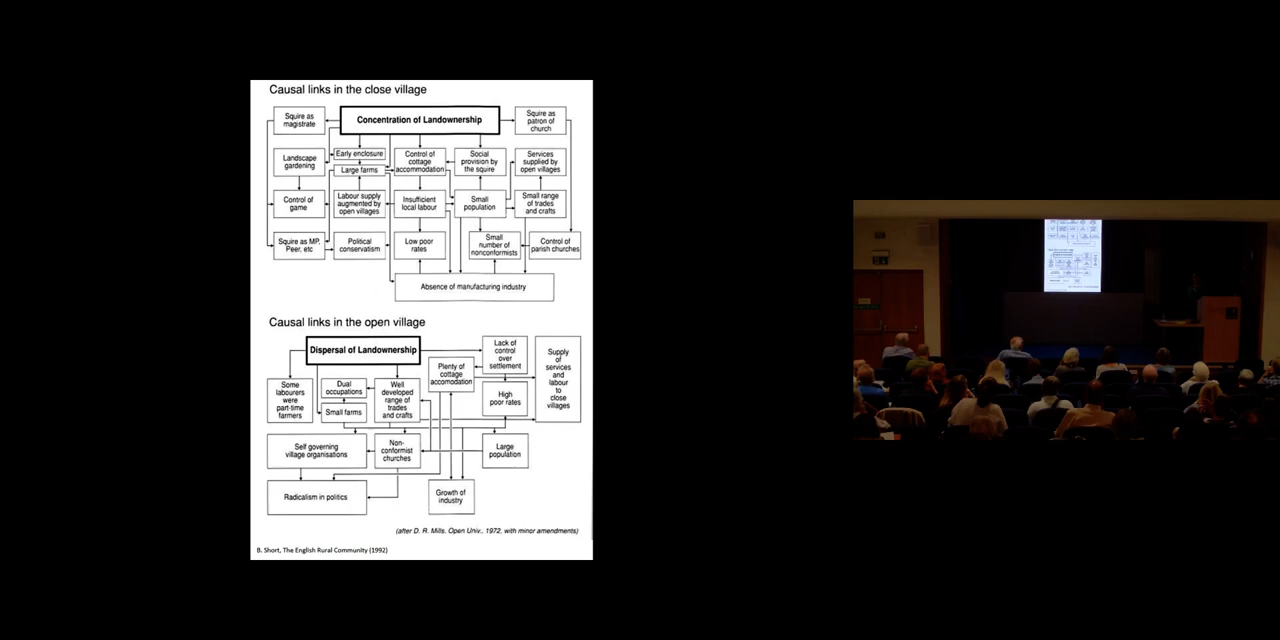 Causal links in the close village
Squire as
magistrate
Concentration of Landownership
Squire as
patron of
church
Landscape
gardening
Early enclosure
Large farms
Control of
cottage
accommodation
Social
provision by
the squire
Services
supplied by
open villages
Control of
game
Labour supply
augmented by
open villages
Insufficient
local labour
Small
population
Small range
of trades
and crafts
Squire as MP,
Peer, etc
Political
conservatism
Low poor
rates
Small
number of
nonconformists
Control of
parish churches
Absence of manufacturing industry
Causal links in the open village
Dispersal of Landownership
Lack of
control
over
settlement
Supply
of
services
and
labour
to
close
villages
Plenty of
cottage
accomodation
Some
labourers
were
part-time
farmers
Dual
occupations
Small farms
Well
developed
range of
trades
and crafts
High
poor rates
Self governing
village organisations
Non-
conformist
churches
Large
population
Radicalism in politics
Growth of
industry
(after D. R. Mills. Open Univ., 1972, with minor amendments)
B. Short, The English Rural Community (1992)